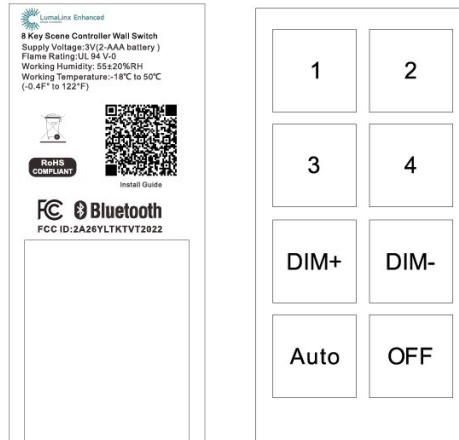 LumaLinx Enhanced
8 Key Scene Controller Wall Switch
Supply Voltage:3V(2-AAA battery )
Flame Rating:UL 94 V-0
Working Humidity: 55±20%RH
Working Temperature:-18℃ to 50℃
(-0.4F° to 122°F)
RoHS
COMPLIANT
Install Guide
FC Bluetooth
FCC ID:2A26YLTKTVT2022
1 2
3 4
DIM+ DIM-
Auto OFF